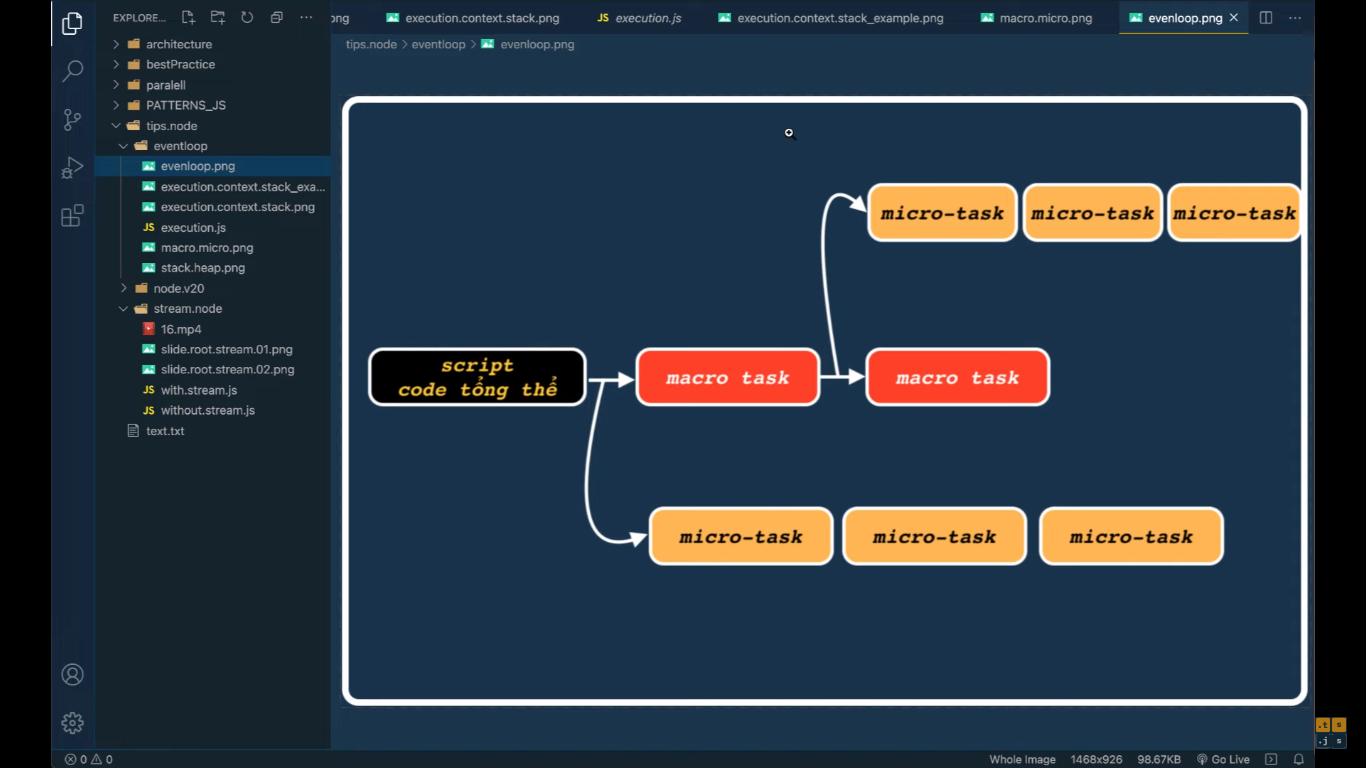 EXPLORE...
ong
execution.context.stack.png
JS execution.js
execution.context.stack_example.png
macro.micro.png
evenloop.png
tips.node > eventloop > evenloop.png
architecture
bestPractice
paralell
PATTERNS_JS
tips.node
eventloop
evenloop.png
execution.context.stack_exa...
execution.context.stack.png
JS execution.js
macro.micro.png
stack.heap.png
node.v20
stream.node
16.mp4
slide.root.stream.01.png
slide.root.stream.02.png
JS with.stream.js
JS without.stream.js
text.txt
micro-task micro-task micro-task
script
code tổng thể
macro task macro task
micro-task micro-task micro-task
0 0
Whole Image 1468x926 98.67KB Go Live
.t s
.j s